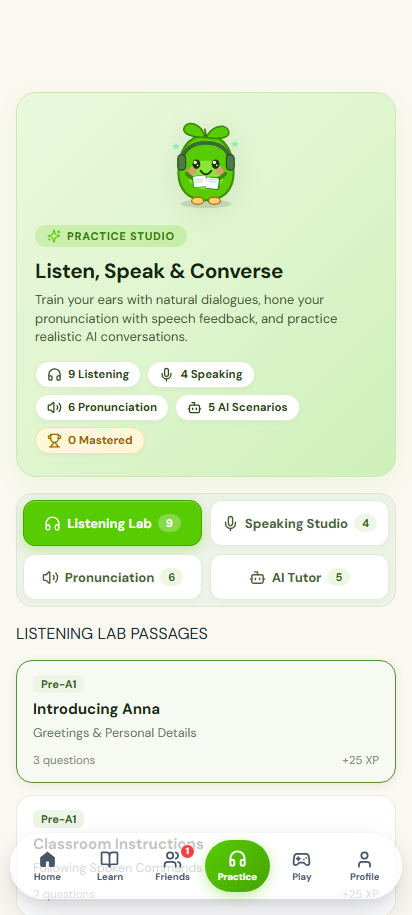 PRACTICE STUDIO
Listen, Speak & Converse
Train your ears with natural dialogues, hone your
pronunciation with speech feedback, and practice
realistic AI conversations.
9 Listening
4 Speaking
6 Pronunciation
5 AI Scenarios
0 Mastered
Listening Lab 9
Speaking Studio 4
Pronunciation 6
AI Tutor 5
LISTENING LAB PASSAGES
Pre-A1
Introducing Anna
Greetings & Personal Details
3 questions
+25 XP
Pre-A1
Classroom Instructions
Following Spoken Commands
2 questions
+25 XP
Home
Learn
1
Friends
Practice
Play
Profile